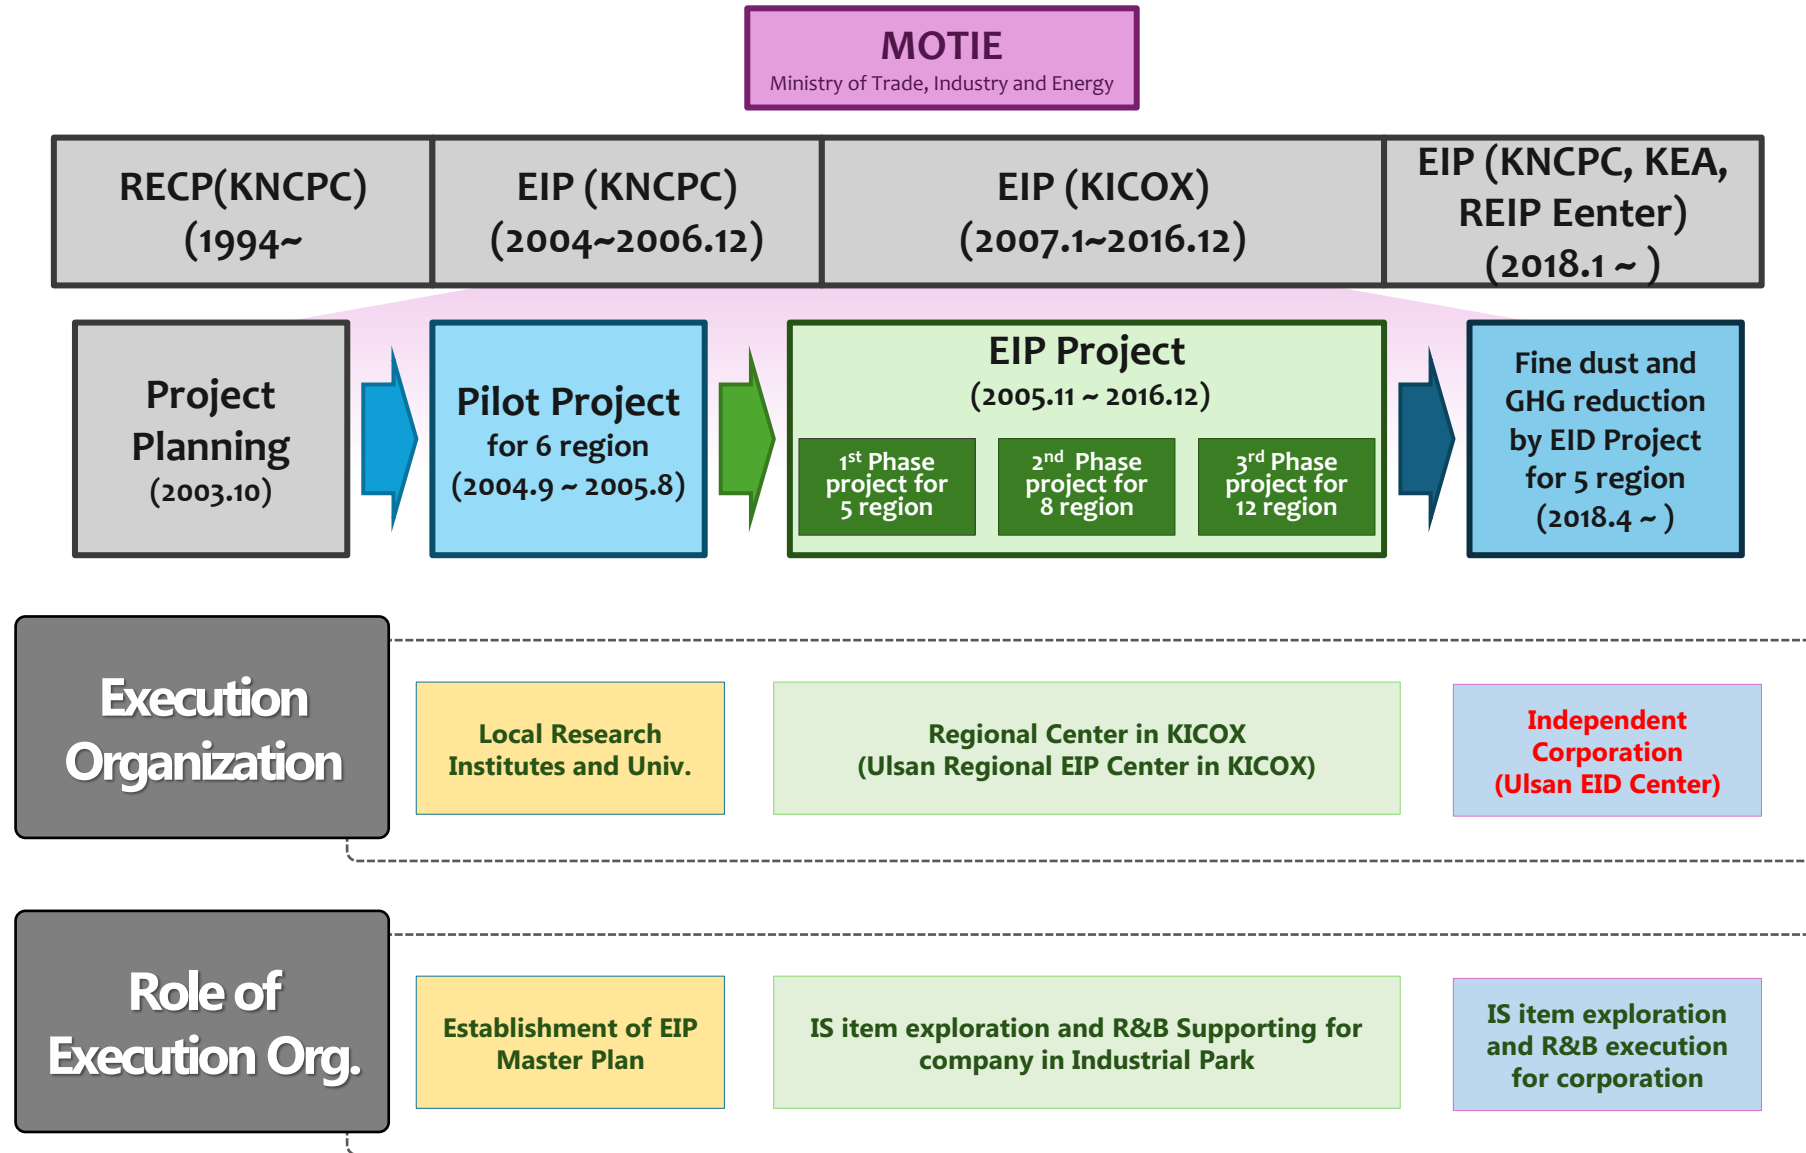 MOTIE
Ministry of Trade, Industry and Energy
RECP(KNCPC)
(1994~
EIP (KNCPC)
(2004~2006.12)
EIP (KICOX)
(2007.1~2016.12)
EIP (KNCPC, KEA,
REIP Eenter)
(2018.1 ~ )
Project
Planning
(2003.10)
Pilot Project
for 6 region
(2004.9 ~ 2005.8)
EIP Project
(2005.11 ~ 2016.12)
1st Phase
project for
5 region
2nd Phase
project for
8 region
3rd Phase
project for
12 region
Fine dust and
GHG reduction
by EID Project
for 5 region
(2018.4 ~ )
Execution
Organization
Local Research
Institutes and Univ.
Regional Center in KICOX
(Ulsan Regional EIP Center in KICOX)
Independent
Corporation
(Ulsan EID Center)
Role of
Execution Org.
Establishment of EIP
Master Plan
IS item exploration and R&B Supporting for
company in Industrial Park
IS item exploration
and R&B execution
for corporation